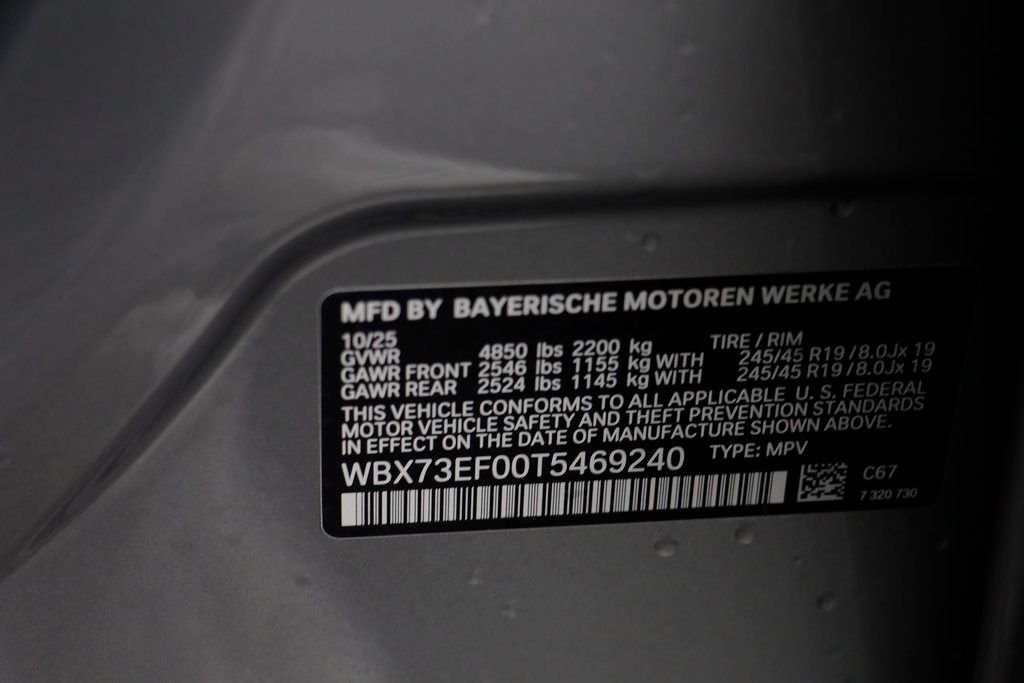 MFD BY BAYERISCHE MOTOREN WERKE AG
10/25 TIRE / RIM
GVWR 4850 lbs 2200 kg
GAWR FRONT 2546 lbs 1155 kg WITH 245/45 R19 /8.0Jx 19
GAWR REAR 2524 lbs 1145 kg WITH 245/45 R19 /8.0Jx 19
THIS VEHICLE CONFORMS TO ALL APPLICABLE U. S. FEDERAL
MOTOR VEHICLE SAFETY AND THEFT PREVENTION STANDARDS
IN EFFECT ON THE DATE OF MANUFACTURE SHOWN ABOVE.
WBX73EF00T5469240 TYPE: MPV
C67
7 320 730